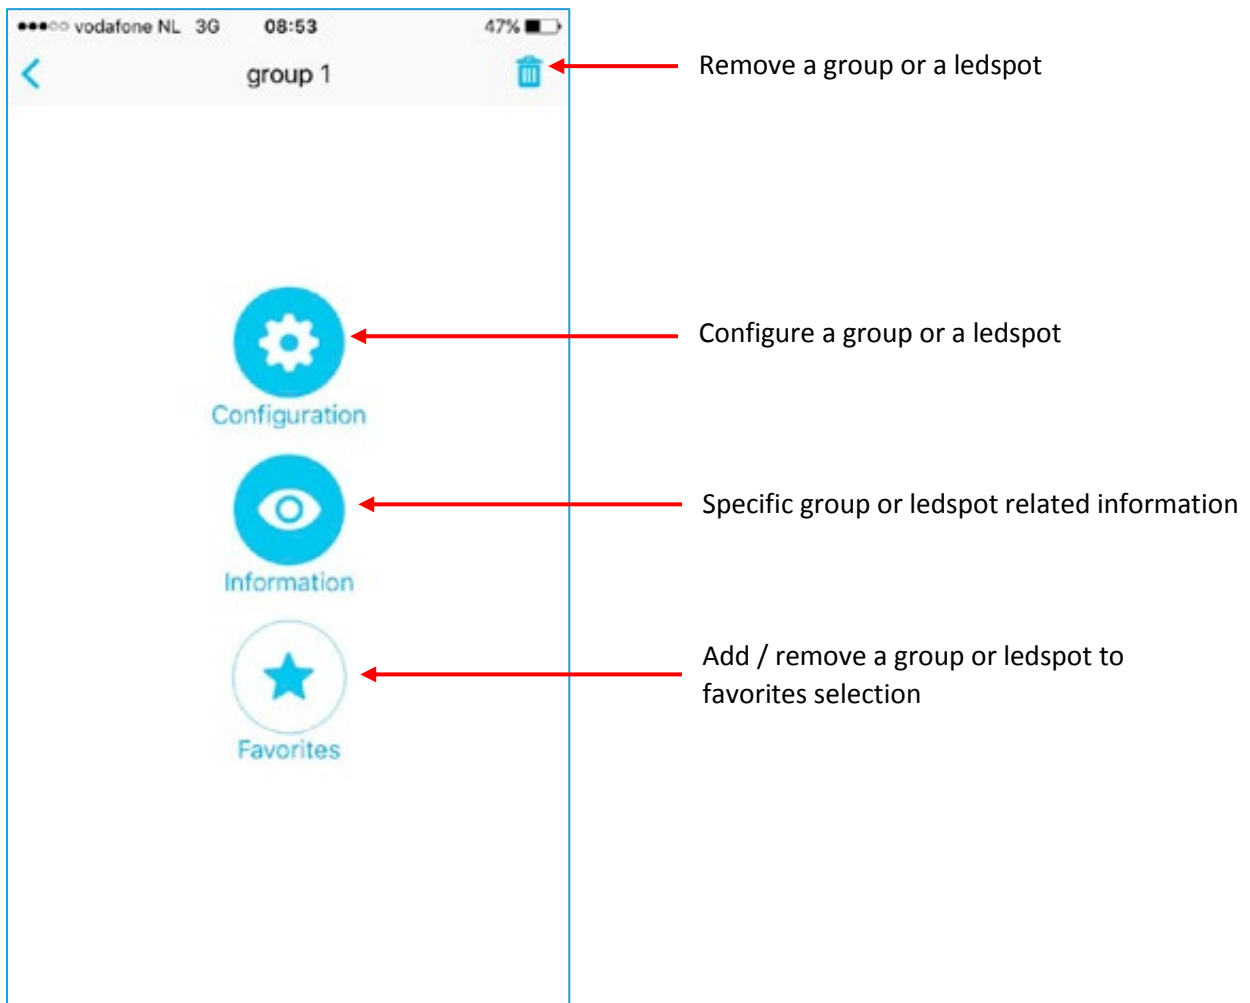 vodafone NL 3G 08:53 47%
group 1
Remove a group or a ledspot
Configure a group or a ledspot
Configuration
Specific group or ledspot related information
Information
Add / remove a group or ledspot to
favorites selection
Favorites